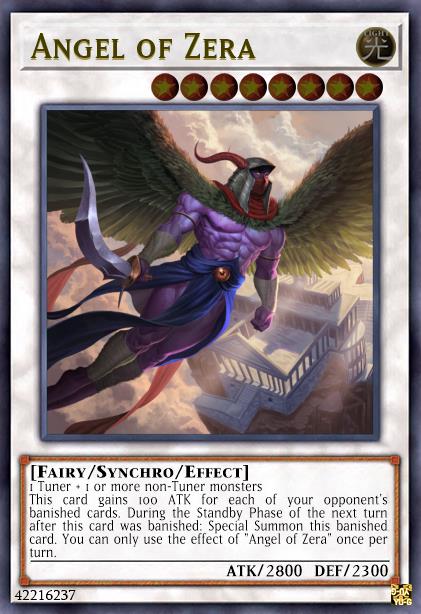 ANGEL OF ZERA
LIGHT
光
[FAIRY/SYNCHRO/EFFECT]
1 Tuner + 1 or more non-Tuner monsters
This card gains 100 ATK for each of your opponent's
banished cards. During the Standby Phase of the next turn
after this card was banished: Special Summon this banished
card. You can only use the effect of "Angel of Zera" once per
turn.
ATK/2800 DEF/2300
42216237